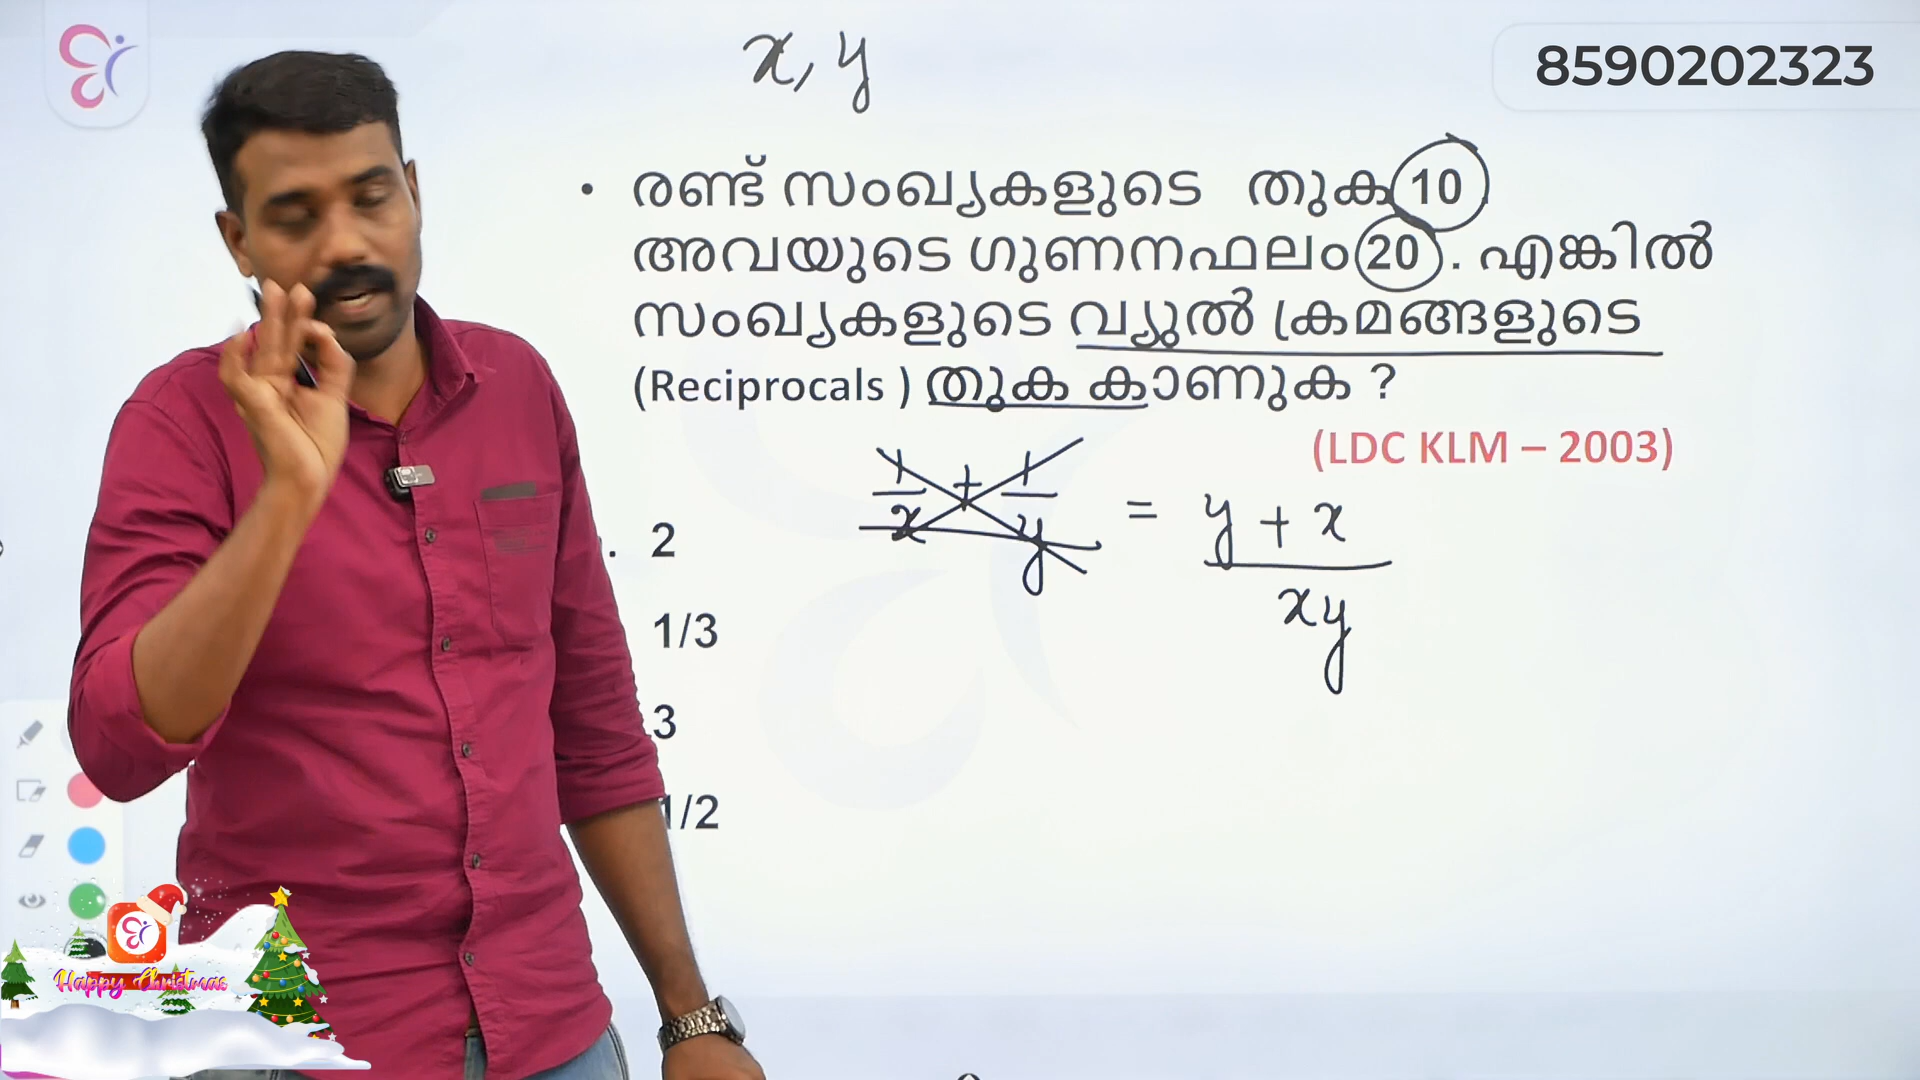 x, y
8590202323
• രണ്ട് സംഖ്യകളുടെ തുക 10
അവയുടെ ഗുണനഫലം 20 . എങ്കിൽ
സംഖ്യകളുടെ വ്യുൽ ക്രമങ്ങളുടെ
(Reciprocals ) തുക കാണുക ?
(LDC KLM – 2003)
1/x + 1/y = y + x / xy
. 2
1/3
3
1/2
Happy Christmas